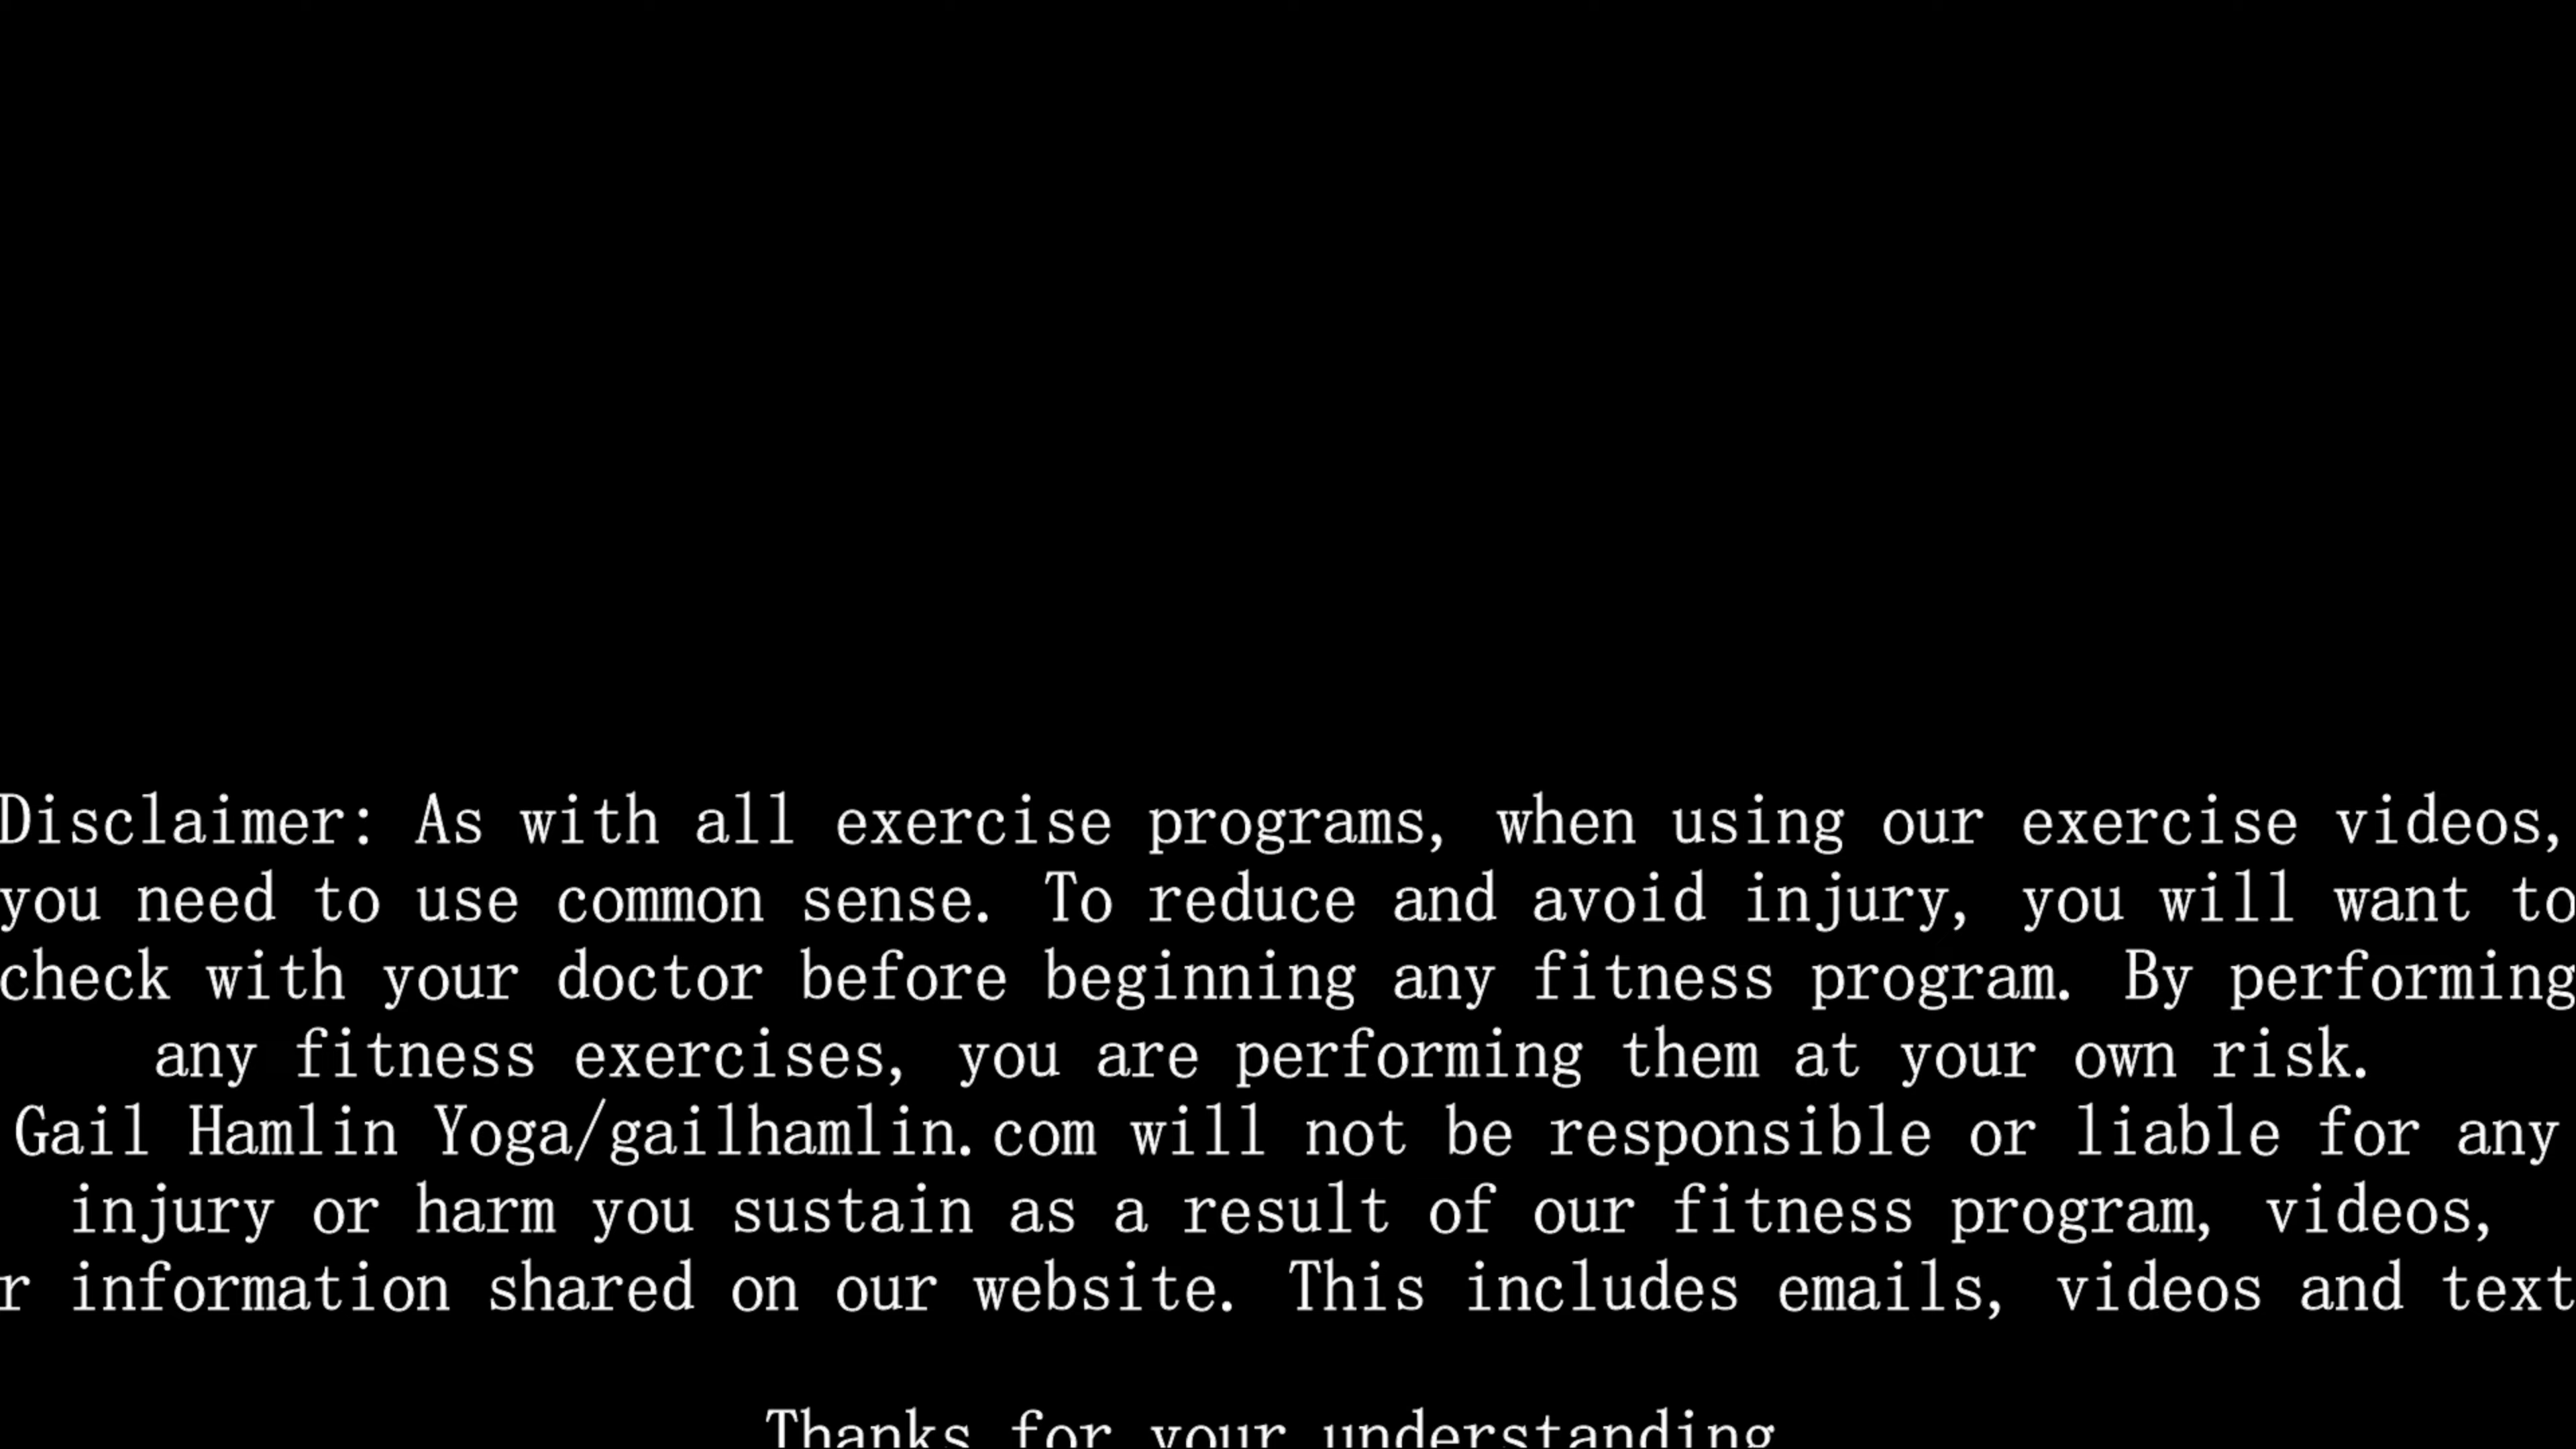 Disclaimer: As with all exercise programs, when using our exercise videos,
you need to use common sense. To reduce and avoid injury, you will want to
check with your doctor before beginning any fitness program. By performing
any fitness exercises, you are performing them at your own risk.
Gail Hamlin Yoga/gailhamlin.com will not be responsible or liable for any
injury or harm you sustain as a result of our fitness program, videos,
r information shared on our website. This includes emails, videos and text
Thanks for your understanding